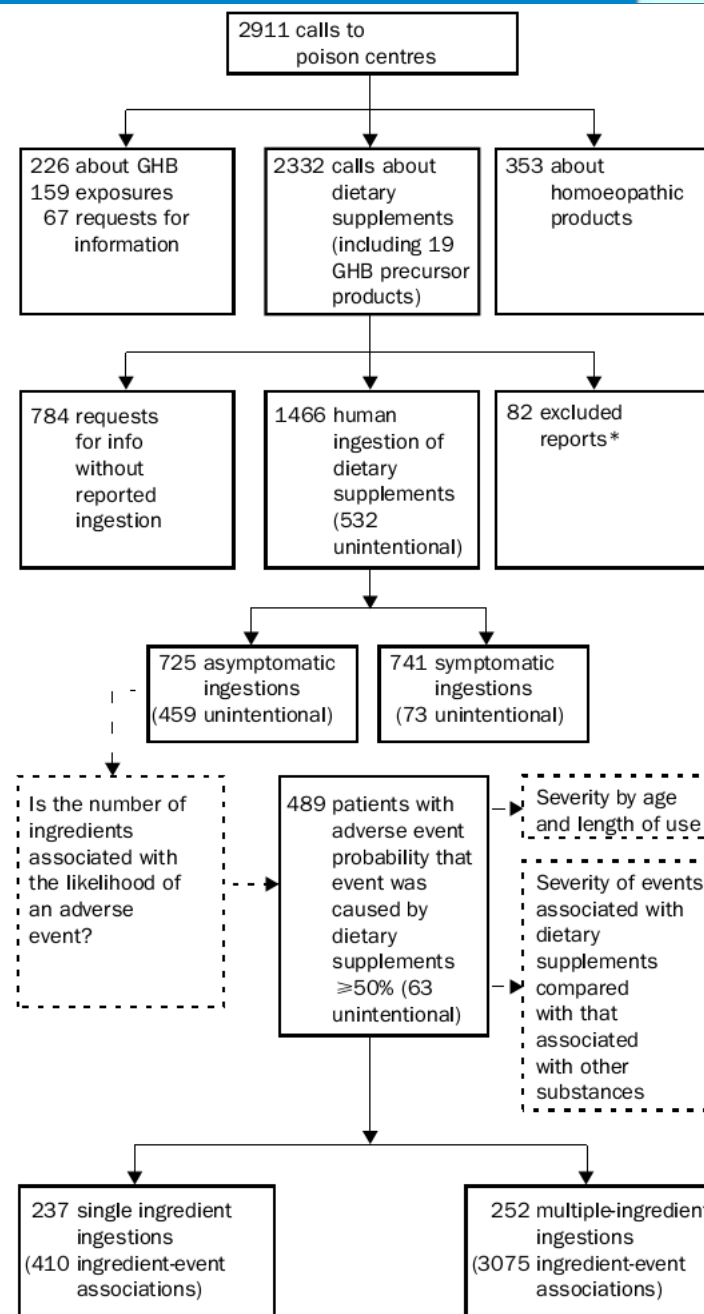 2911 calls to
poison centres
226 about GHB
159 exposures
67 requests for
information
2332 calls about
dietary
supplements
(including 19
GHB precursor
products)
353 about
homoeopathic
products
784 requests
for info
without
reported
ingestion
1466 human
ingestion of
dietary
supplements
(532
unintentional)
82 excluded
reports*
725 asymptomatic
ingestions
(459 unintentional)
741 symptomatic
ingestions
(73 unintentional)
Is the number of
ingredients
associated with
the likelihood of
an adverse
event?
489 patients with
adverse event
probability that
event was
caused by
dietary
supplements
⩾50% (63
unintentional)
Severity by age
and length of use
Severity of events
associated with
dietary
supplements
compared
with that
associated
with other
substances
237 single ingredient
ingestions
(410 ingredient-event
associations)
252 multiple-ingredient
ingestions
(3075 ingredient-event
associations)